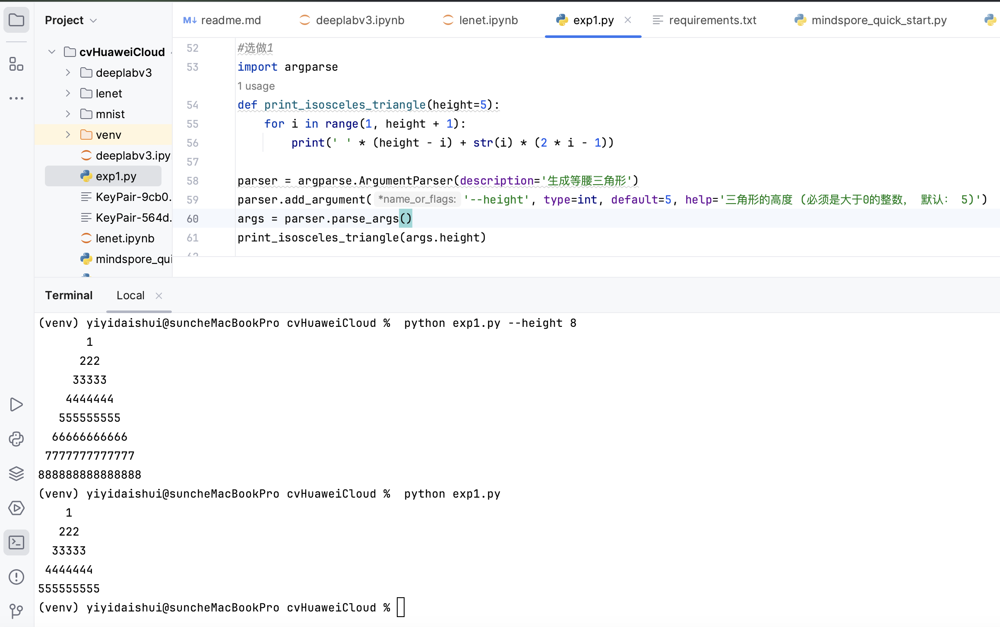 Project
readme.md
deeplabv3.ipynb
lenet.ipynb
exp1.py
requirements.txt
mindspore_quick_start.py
cvHuaweiCloud
deeplabv3
lenet
mnist
venv
deeplabv3.ipy
exp1.py
KeyPair-9cb0.
KeyPair-564d.
lenet.ipynb
mindspore_qui
52 #选做1
53 import argparse
1 usage
54 def print_isosceles_triangle(height=5):
55     for i in range(1, height + 1):
56         print(' ' * (height - i) + str(i) * (2 * i - 1))
57
58 parser = argparse.ArgumentParser(description='生成等腰三角形')
59 parser.add_argument( *name_or_flags: '--height', type=int, default=5, help='三角形的高度 (必须是大于0的整数， 默认： 5)')
60 args = parser.parse_args()
61 print_isosceles_triangle(args.height)
62
Terminal
Local
(venv) yiyidaishui@suncheMacBookPro cvHuaweiCloud %  python exp1.py --height 8
       1
      222
     33333
    4444444
   555555555
  66666666666
 7777777777777
888888888888888
(venv) yiyidaishui@suncheMacBookPro cvHuaweiCloud %  python exp1.py
    1
   222
  33333
 4444444
555555555
(venv) yiyidaishui@suncheMacBookPro cvHuaweiCloud %